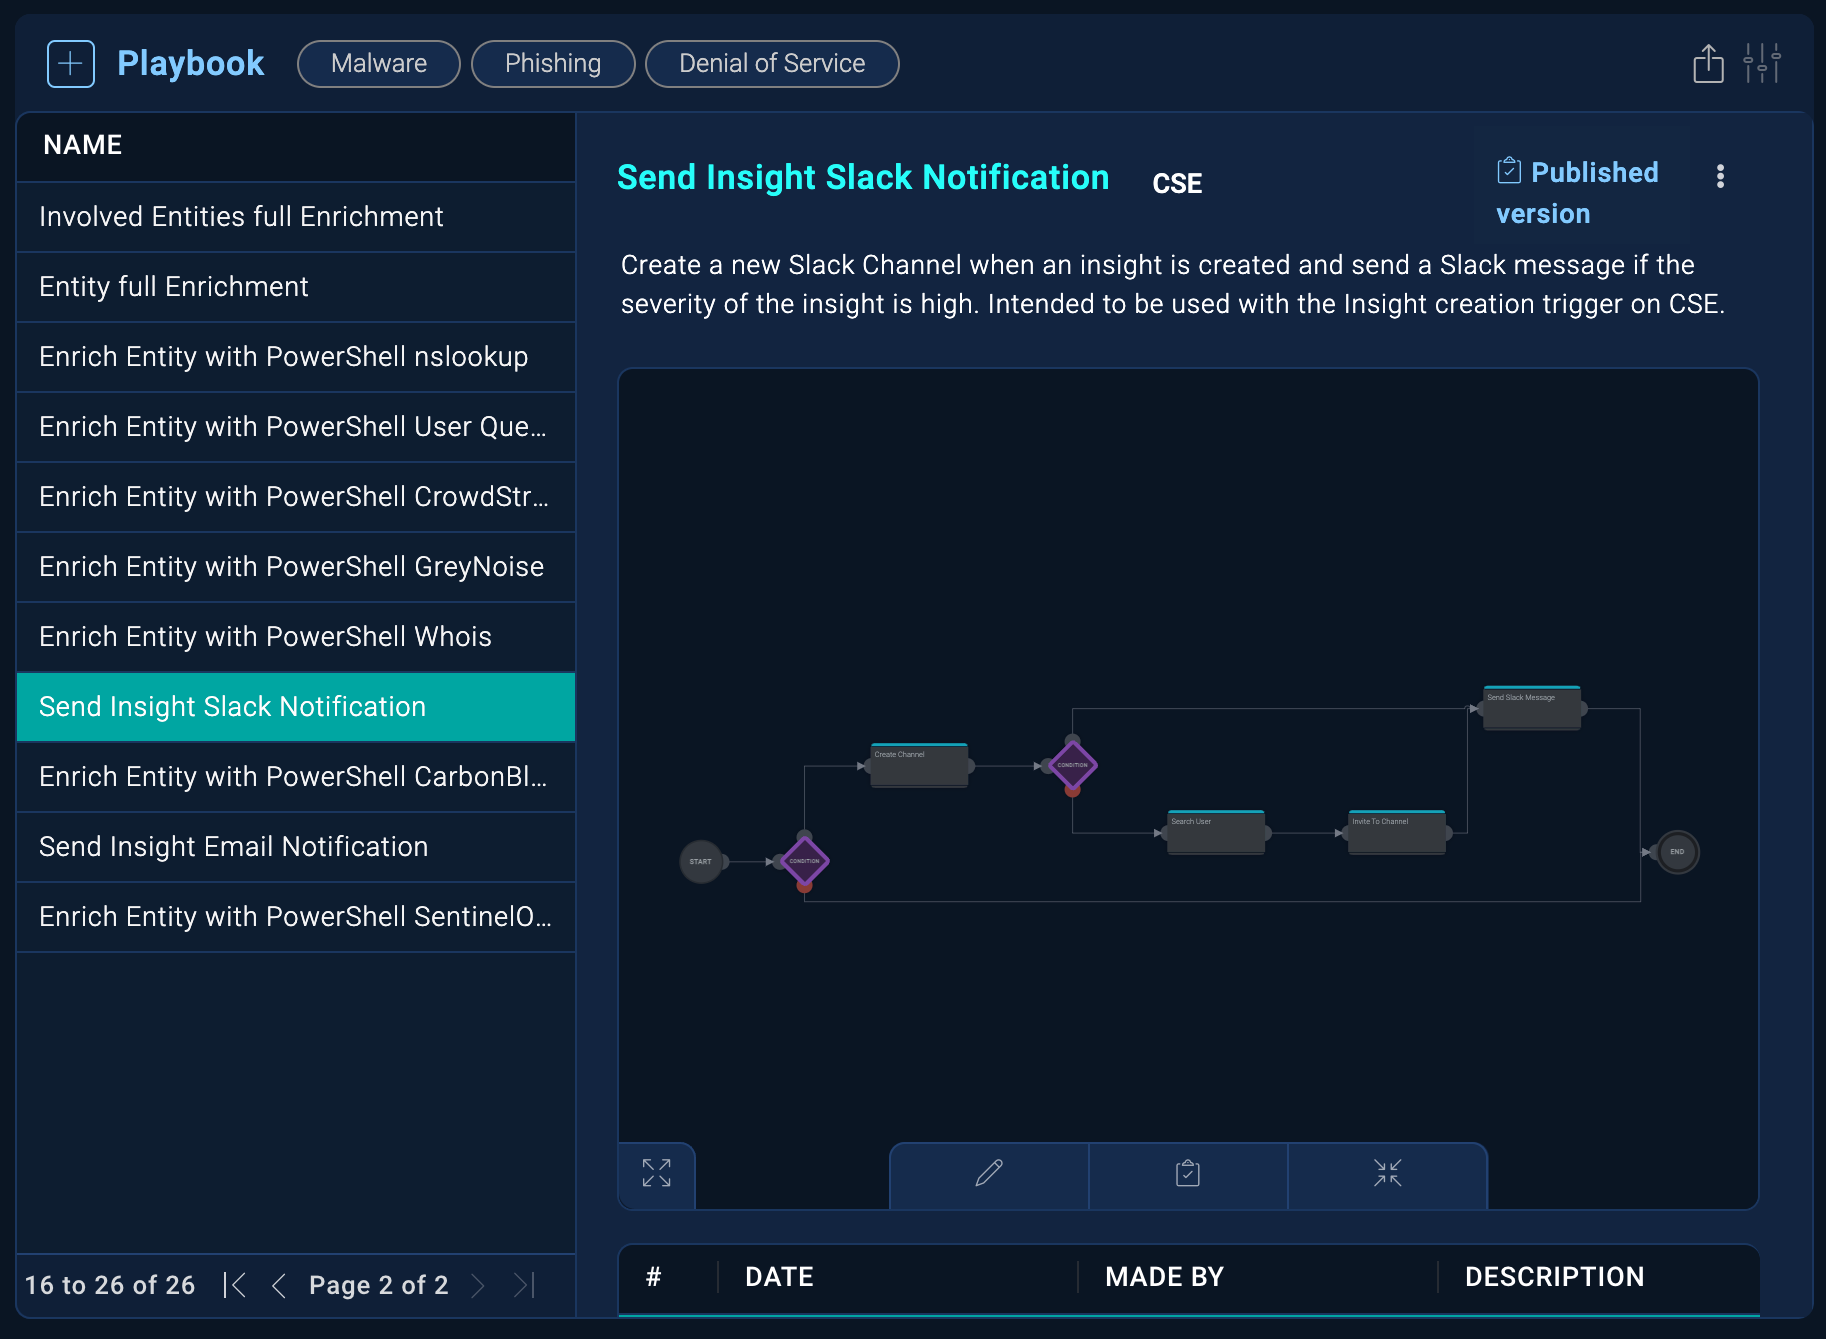 Playbook
Malware
Phishing
Denial of Service
NAME
Involved Entities full Enrichment
Entity full Enrichment
Enrich Entity with PowerShell nslookup
Enrich Entity with PowerShell User Que...
Enrich Entity with PowerShell CrowdStr...
Enrich Entity with PowerShell GreyNoise
Enrich Entity with PowerShell Whois
Send Insight Slack Notification
Enrich Entity with PowerShell CarbonBl...
Send Insight Email Notification
Enrich Entity with PowerShell SentinelO...
16 to 26 of 26
Page 2 of 2
Send Insight Slack Notification
CSE
Published
version
Create a new Slack Channel when an insight is created and send a Slack message if the
severity of the insight is high. Intended to be used with the Insight creation trigger on CSE.
START
CONDITION
Create Channel
CONDITION
Search User
Invite To Channel
Send Slack Message
END
#
DATE
MADE BY
DESCRIPTION